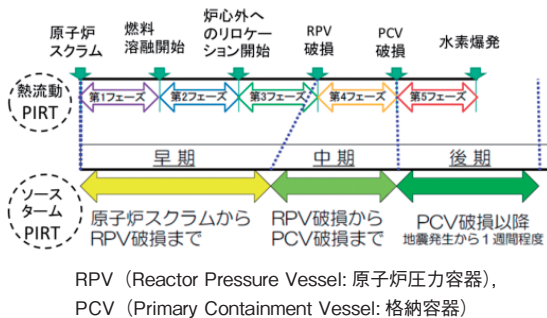 原子炉
スクラム
燃料
溶融開始
炉心外へ
のリロケー
ション開始
RPV
破損
PCV
破損
水素爆発
熱流動
PIRT
第1フェーズ
第2フェーズ
第3フェーズ
第4フェーズ
第5フェーズ
早期
中期
後期
ソース
ターム
PIRT
原子炉スクラムから
RPV破損まで
RPV破損から
PCV破損まで
PCV破損以降
地震発生から1週間程度
RPV（Reactor Pressure Vessel: 原子炉圧力容器），
PCV（Primary Containment Vessel: 格納容器）